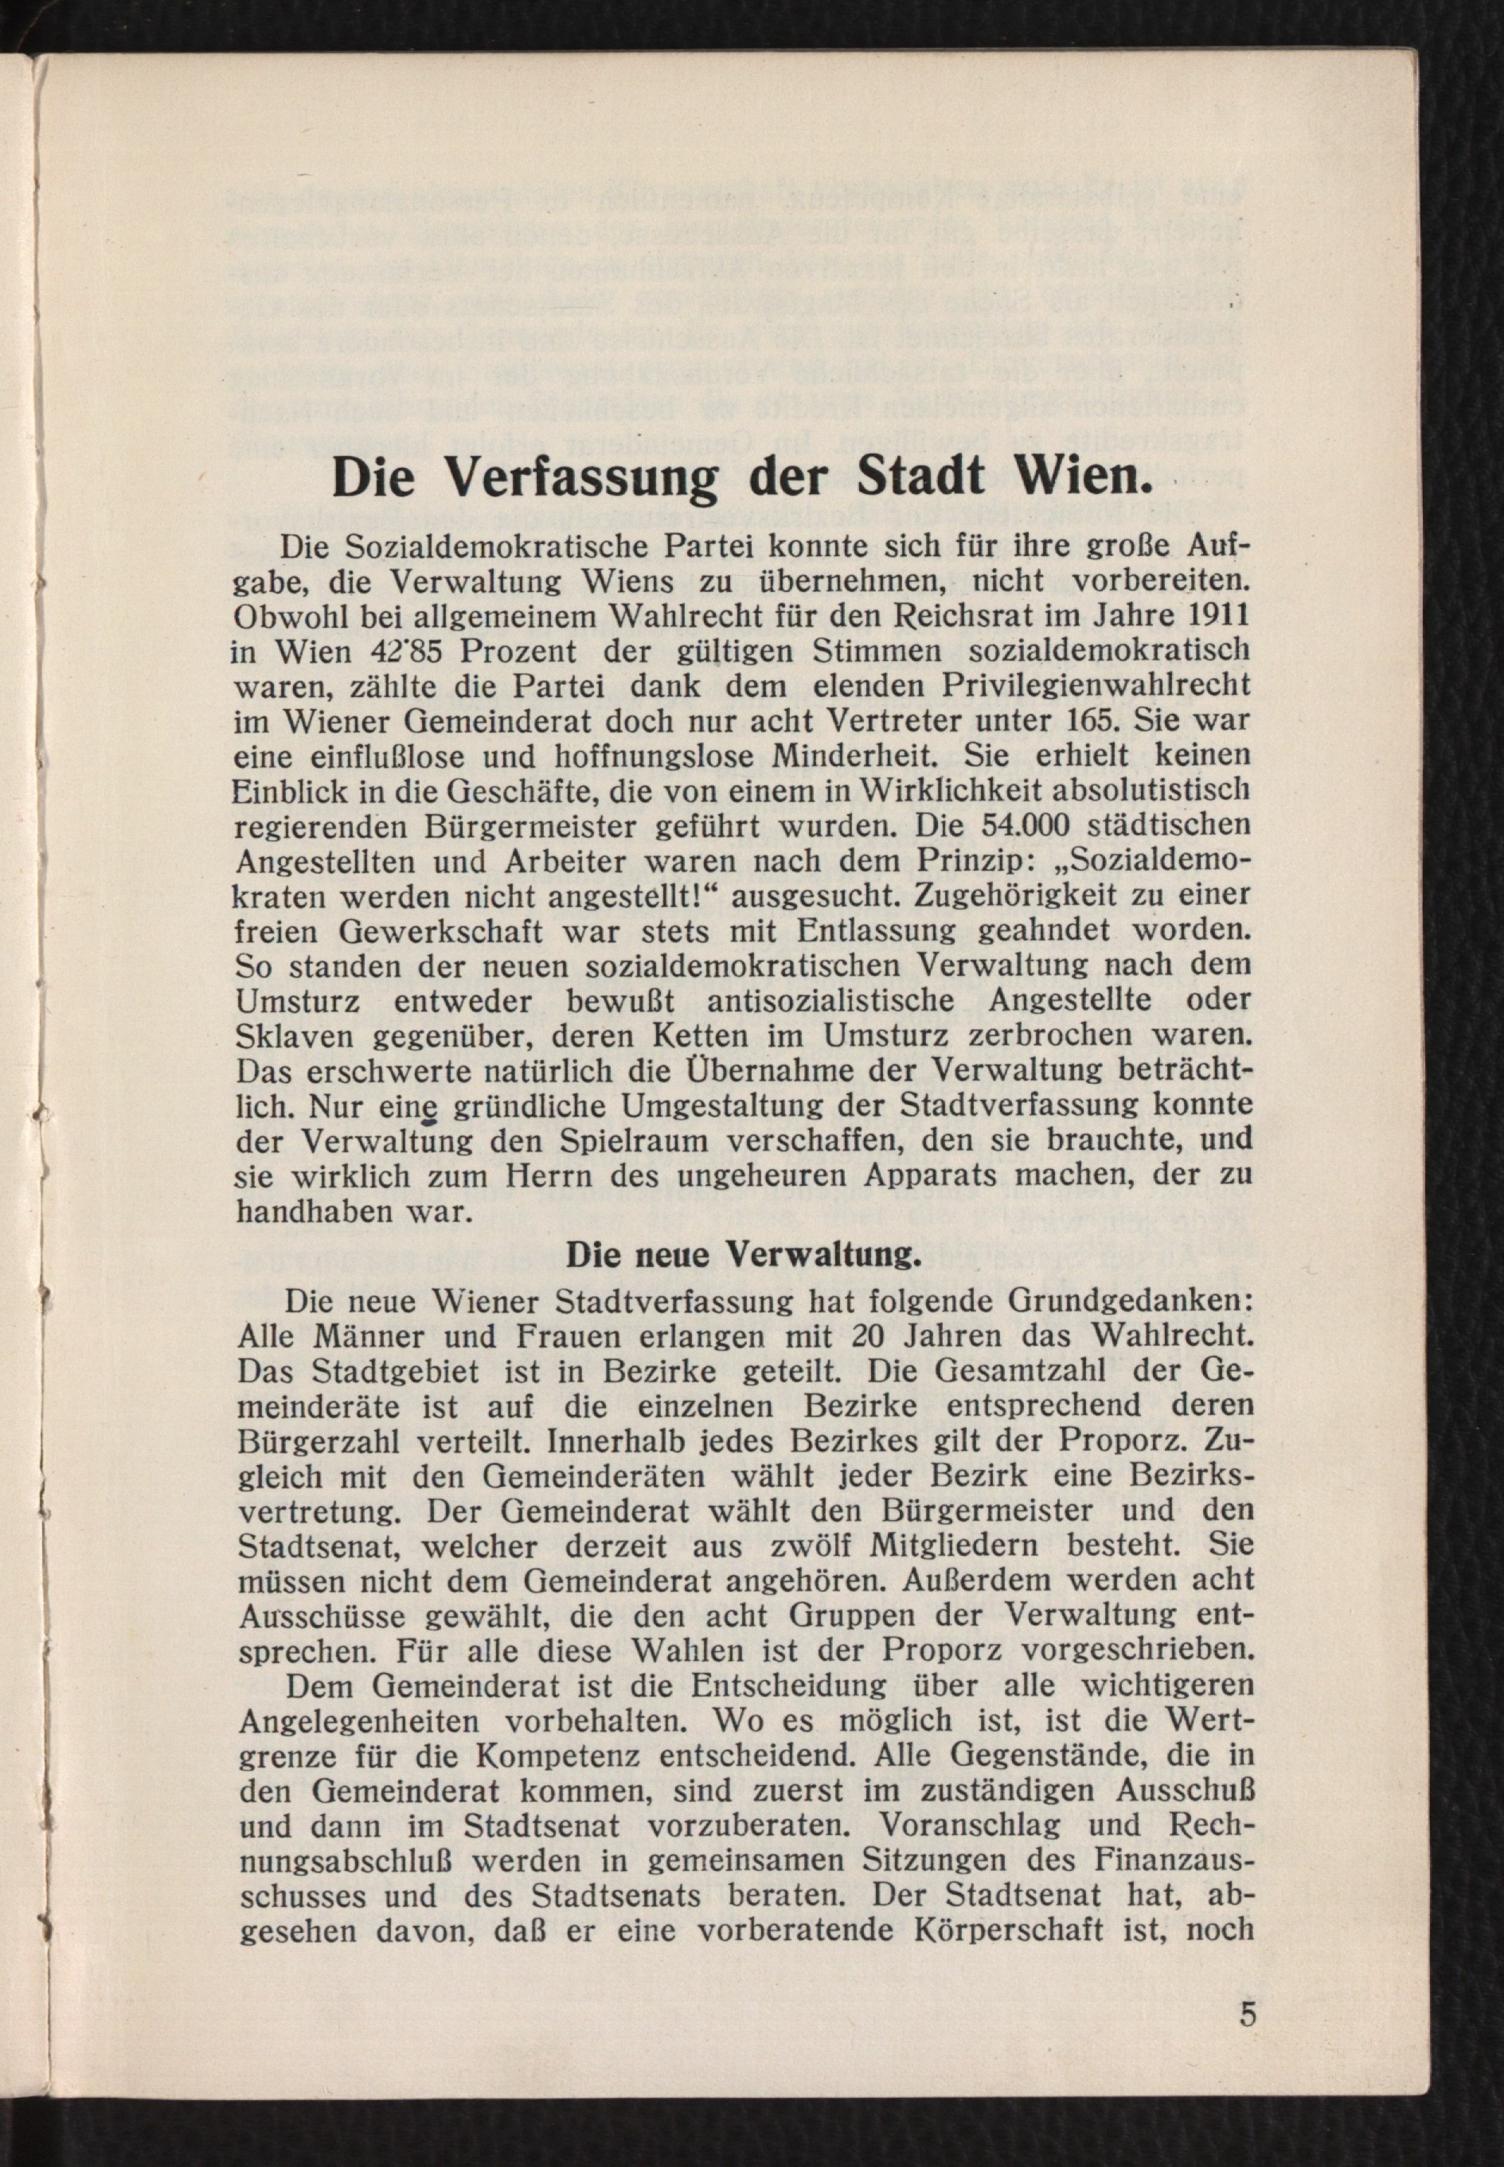 Die Verfassung der Stadt Wien.
Die Sozialdemokratische Partei konnte sich für ihre große Auf-
gabe, die Verwaltung Wiens zu übernehmen, nicht vorbereiten.
Obwohl bei allgemeinem Wahlrecht für den Reichsrat im Jahre 1911
in Wien 42·85 Prozent der gültigen Stimmen sozialdemokratisch
waren, zählte die Partei dank dem elenden Privilegienwahlrecht
im Wiener Gemeinderat doch nur acht Vertreter unter 165. Sie war
eine einflußlose und hoffnungslose Minderheit. Sie erhielt keinen
Einblick in die Geschäfte, die von einem in Wirklichkeit absolutistisch
regierenden Bürgermeister geführt wurden. Die 54.000 städtischen
Angestellten und Arbeiter waren nach dem Prinzip: „Sozialdemo-
kraten werden nicht angestellt!“ ausgesucht. Zugehörigkeit zu einer
freien Gewerkschaft war stets mit Entlassung geahndet worden.
So standen der neuen sozialdemokratischen Verwaltung nach dem
Umsturz entweder bewußt antisozialistische Angestellte oder
Sklaven gegenüber, deren Ketten im Umsturz zerbrochen waren.
Das erschwerte natürlich die Übernahme der Verwaltung beträcht-
lich. Nur eine gründliche Umgestaltung der Stadtverfassung konnte
der Verwaltung den Spielraum verschaffen, den sie brauchte, und
sie wirklich zum Herrn des ungeheuren Apparats machen, der zu
handhaben war.
Die neue Verwaltung.
Die neue Wiener Stadtverfassung hat folgende Grundgedanken:
Alle Männer und Frauen erlangen mit 20 Jahren das Wahlrecht.
Das Stadtgebiet ist in Bezirke geteilt. Die Gesamtzahl der Ge-
meinderäte ist auf die einzelnen Bezirke entsprechend deren
Bürgerzahl verteilt. Innerhalb jedes Bezirkes gilt der Proporz. Zu-
gleich mit den Gemeinderäten wählt jeder Bezirk eine Bezirks-
vertretung. Der Gemeinderat wählt den Bürgermeister und den
Stadtsenat, welcher derzeit aus zwölf Mitgliedern besteht. Sie
müssen nicht dem Gemeinderat angehören. Außerdem werden acht
Ausschüsse gewählt, die den acht Gruppen der Verwaltung ent-
sprechen. Für alle diese Wahlen ist der Proporz vorgeschrieben.
Dem Gemeinderat ist die Entscheidung über alle wichtigeren
Angelegenheiten vorbehalten. Wo es möglich ist, ist die Wert-
grenze für die Kompetenz entscheidend. Alle Gegenstände, die in
den Gemeinderat kommen, sind zuerst im zuständigen Ausschuß
und dann im Stadtsenat vorzuberaten. Voranschlag und Rech-
nungsabschluß werden in gemeinsamen Sitzungen des Finanzaus-
schusses und des Stadtsenats beraten. Der Stadtsenat hat, ab-
gesehen davon, daß er eine vorberatende Körperschaft ist, noch
5